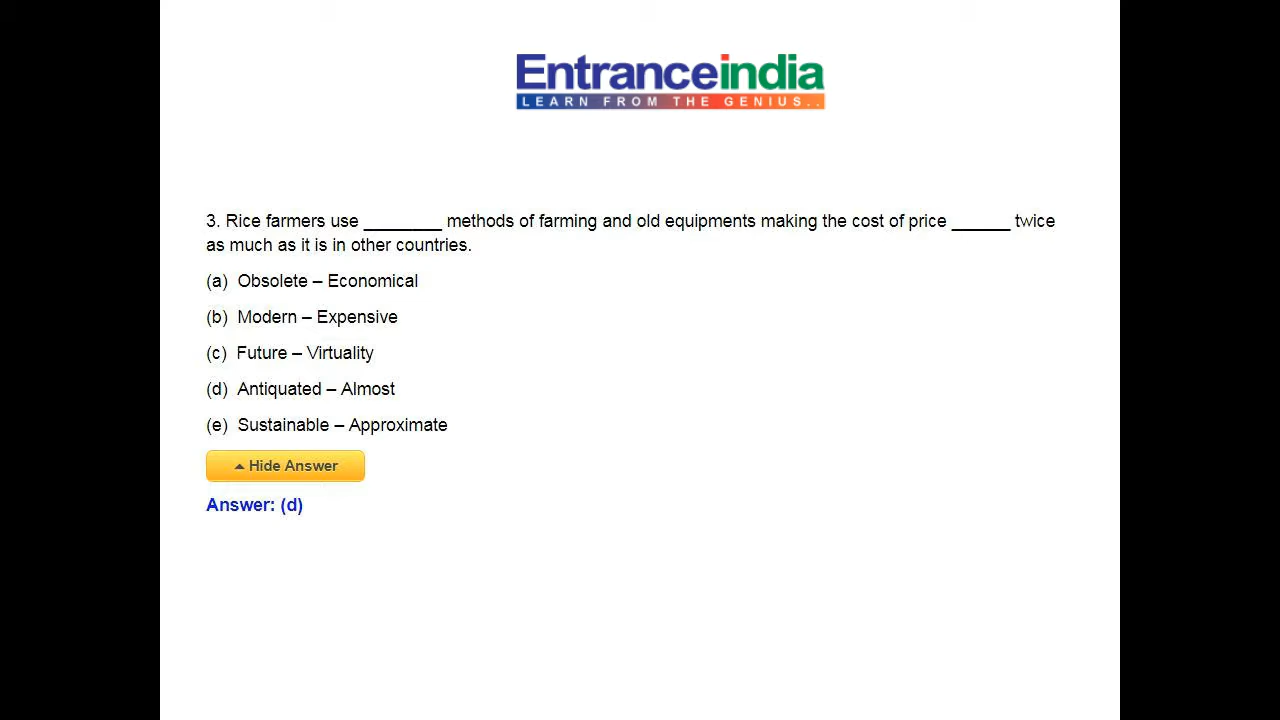 Entranceindia
LEARN FROM THE GENIUS..
3. Rice farmers use ________ methods of farming and old equipments making the cost of price ______ twice
as much as it is in other countries.
(a) Obsolete – Economical
(b) Modern – Expensive
(c) Future – Virtuality
(d) Antiquated – Almost
(e) Sustainable – Approximate
Hide Answer
Answer: (d)